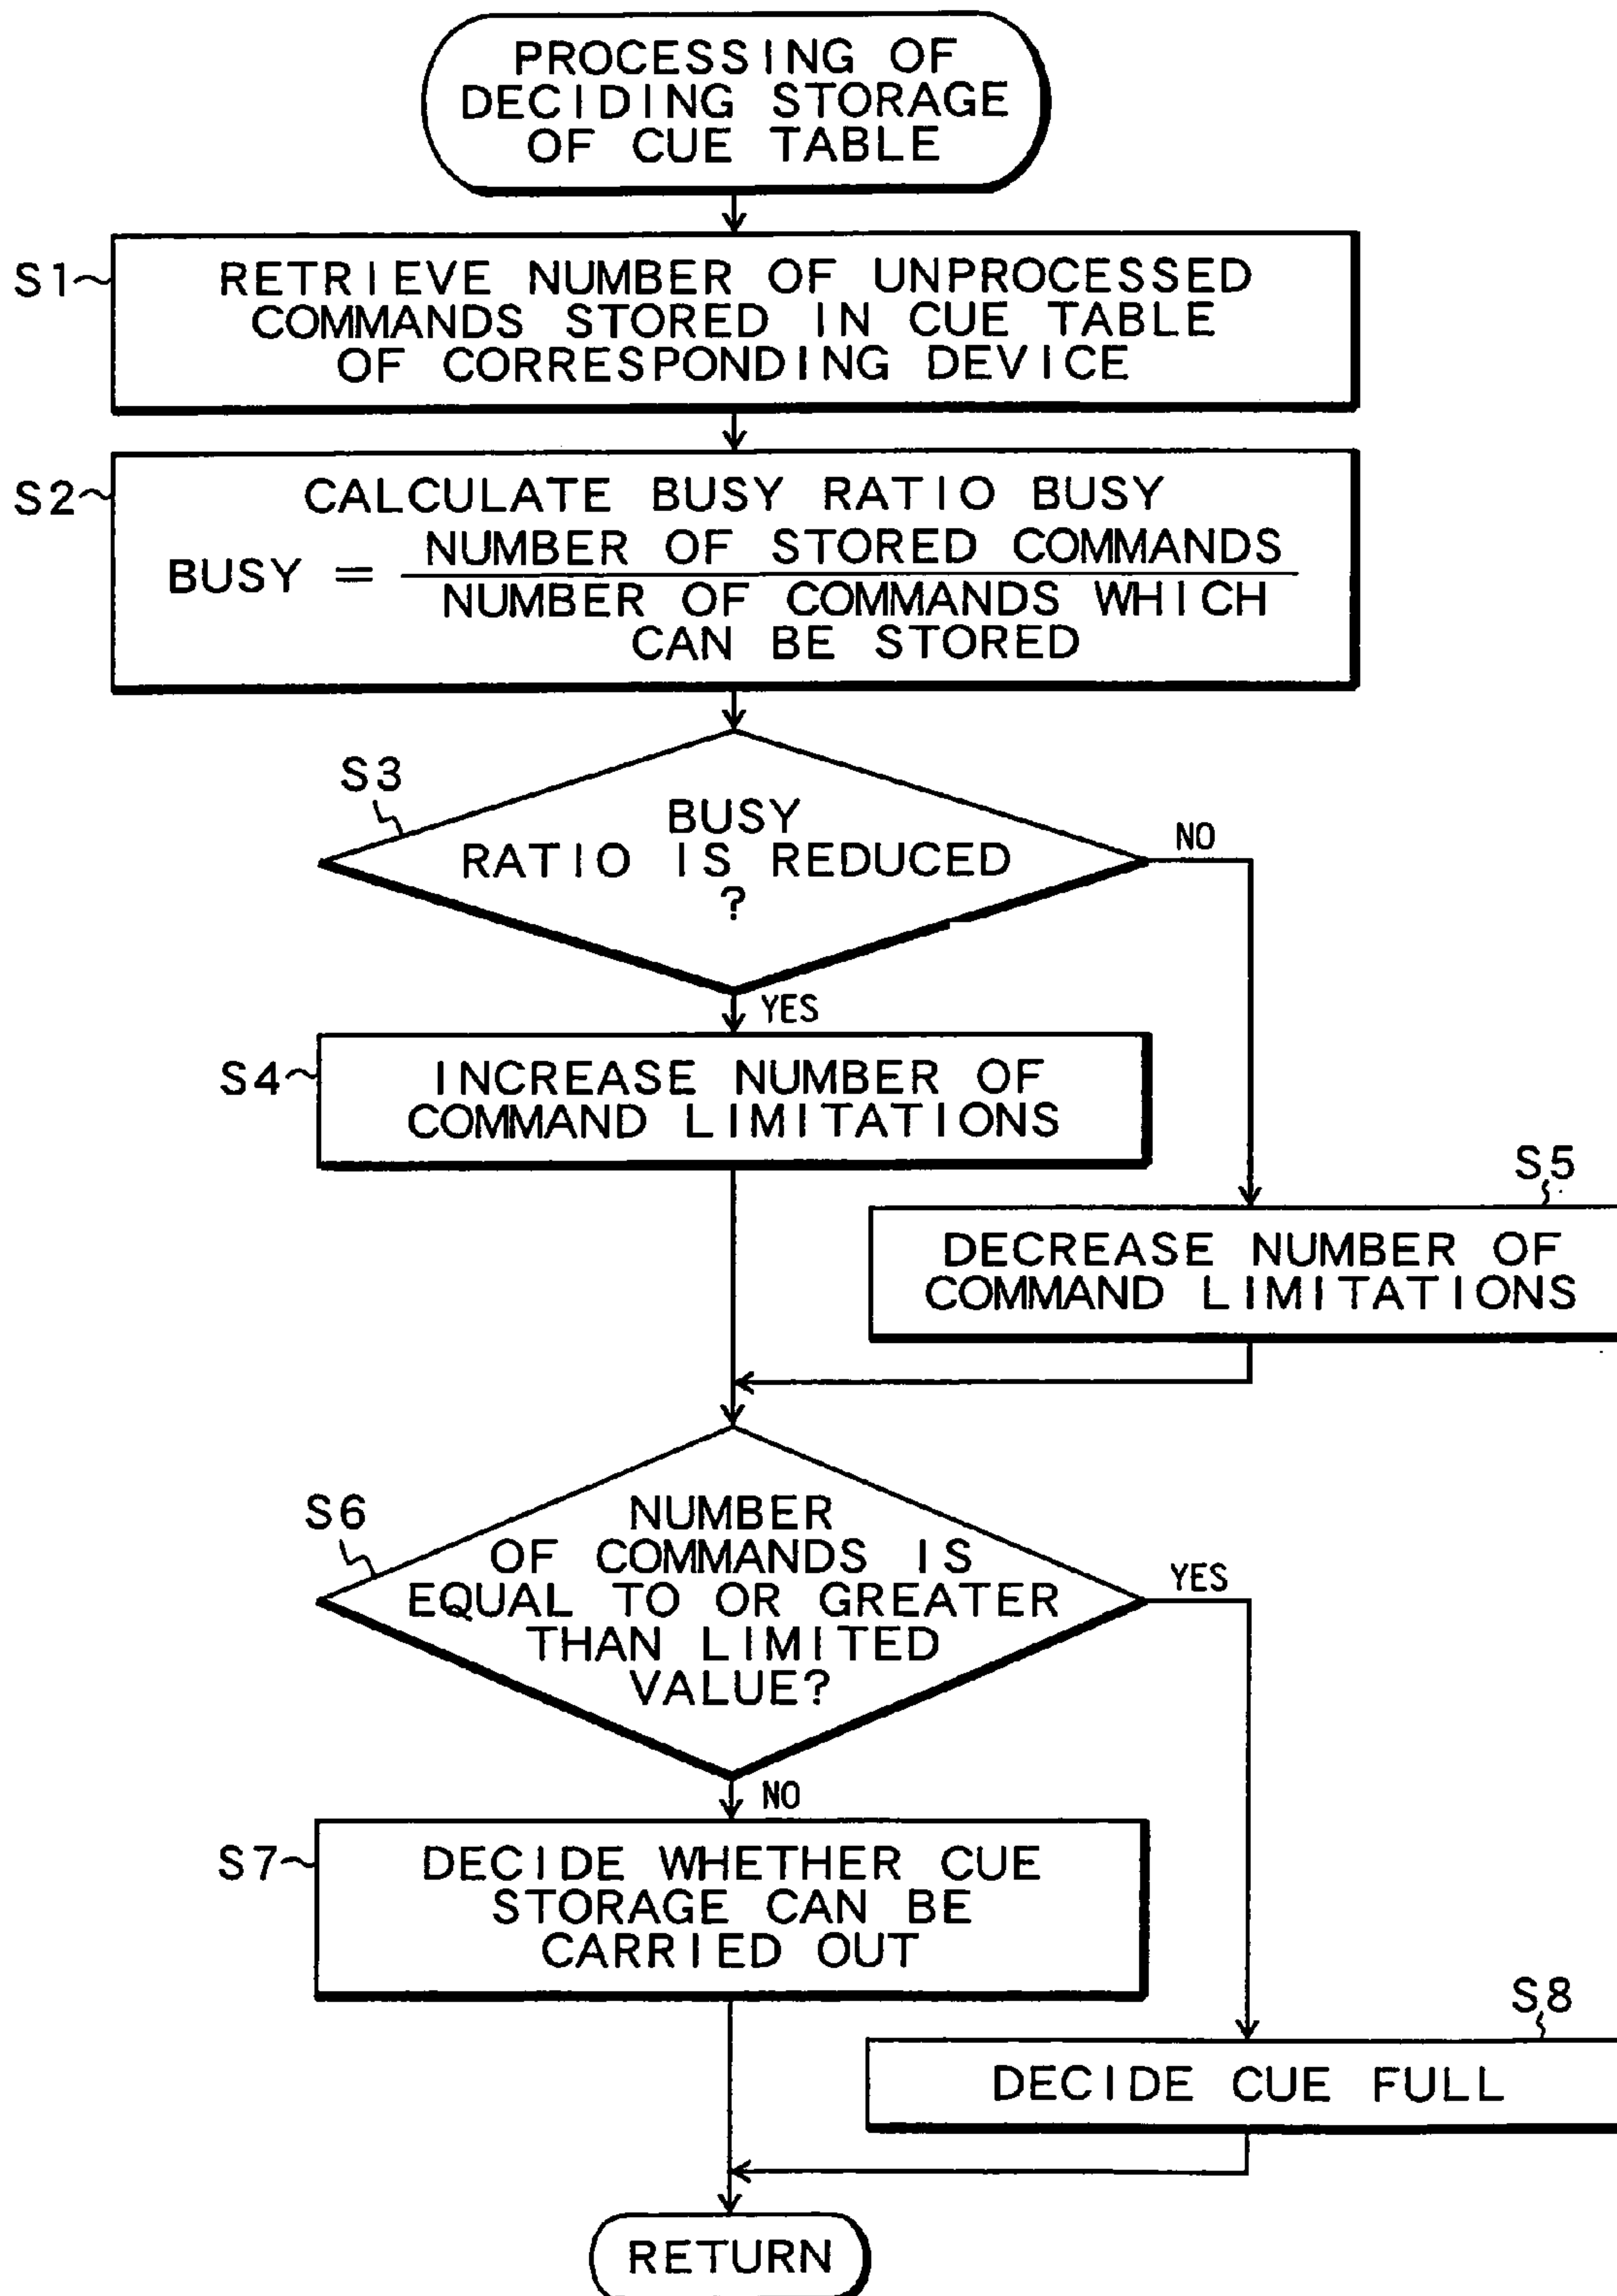 PROCESSING OF
DECIDING STORAGE
OF CUE TABLE
S1
RETRIEVE NUMBER OF UNPROCESSED
COMMANDS STORED IN CUE TABLE
OF CORRESPONDING DEVICE
S2
CALCULATE BUSY RATIO BUSY
BUSY = NUMBER OF STORED COMMANDS
NUMBER OF COMMANDS WHICH
CAN BE STORED
S3
BUSY
RATIO IS REDUCED
?
NO
YES
S4
INCREASE NUMBER OF
COMMAND LIMITATIONS
S5
DECREASE NUMBER OF
COMMAND LIMITATIONS
S6
NUMBER
OF COMMANDS IS
EQUAL TO OR GREATER
THAN LIMITED
VALUE?
YES
NO
S7
DECIDE WHETHER CUE
STORAGE CAN BE
CARRIED OUT
S8
DECIDE CUE FULL
RETURN